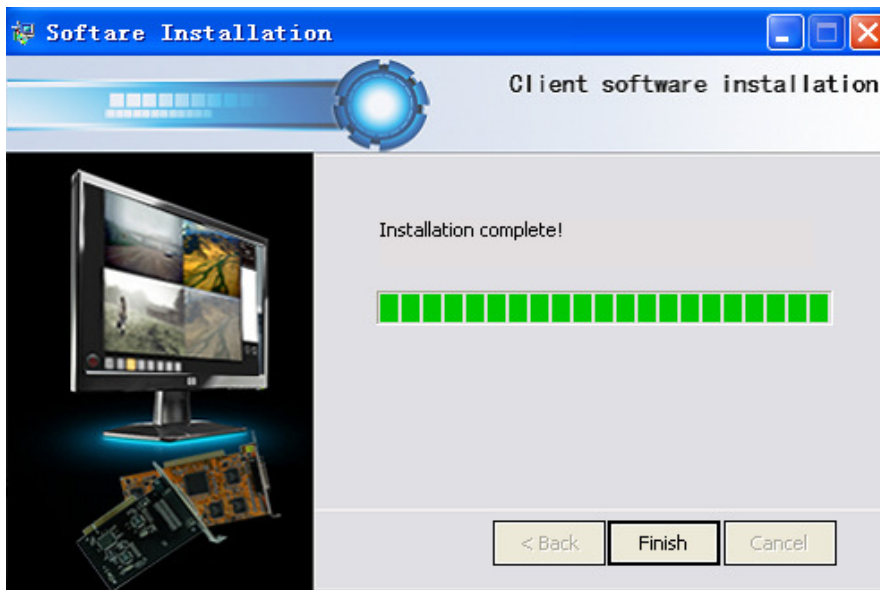 Softare Installation
Client software installation
Installation complete!
< Back
Finish
Cancel